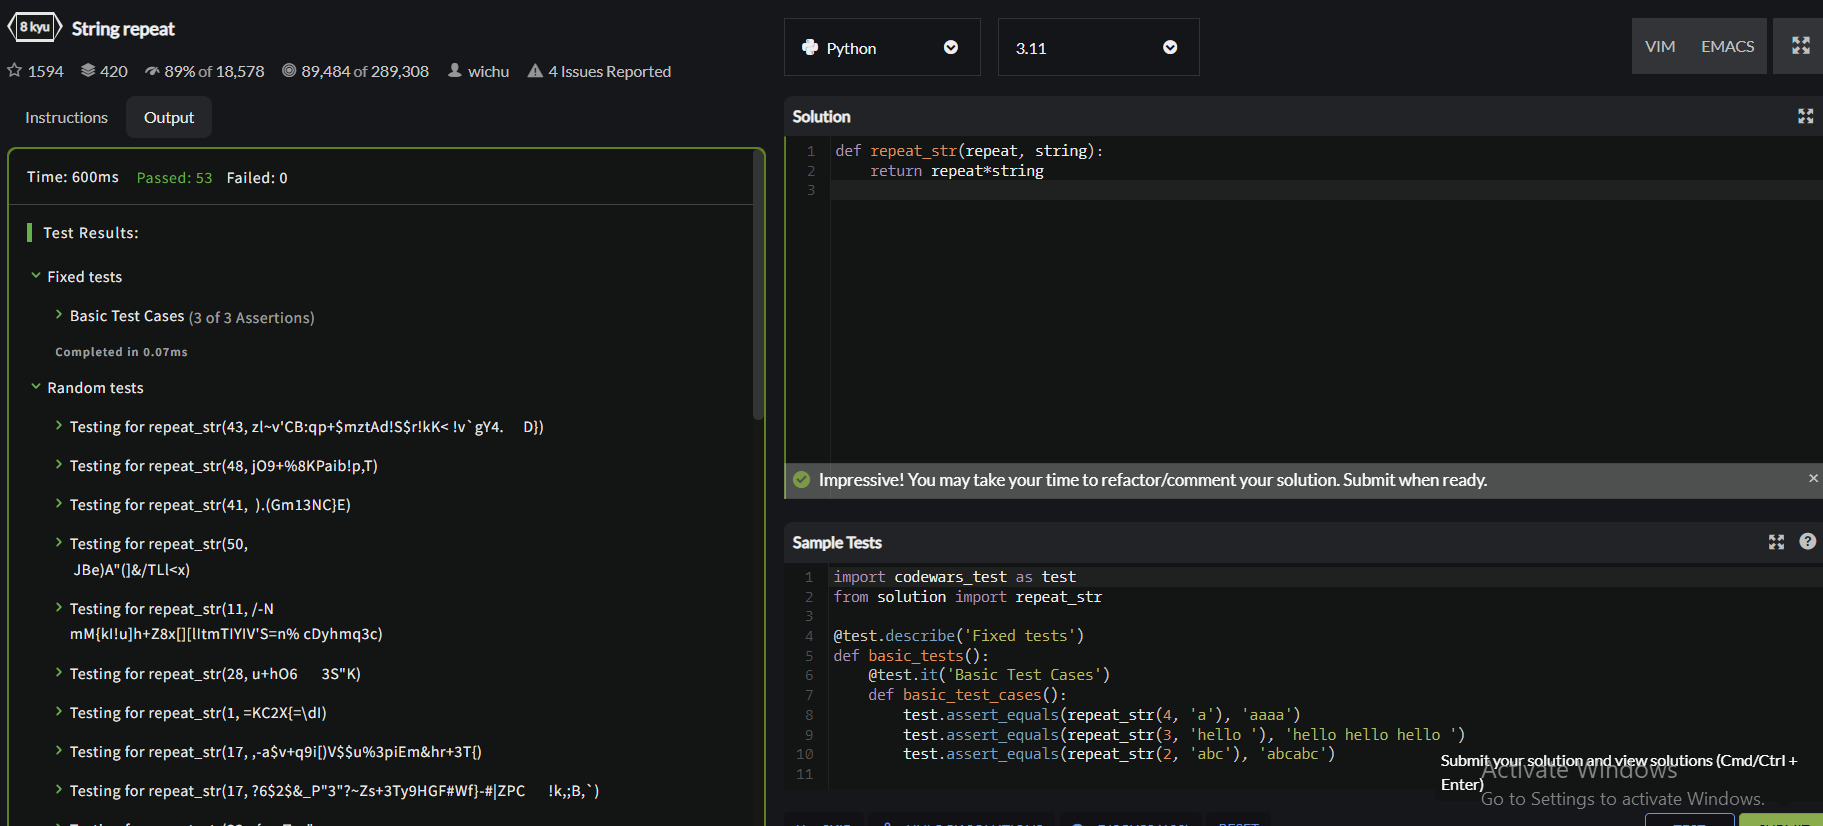 8 kyu String repeat
1594 420 89% of 18,578 89,484 of 289,308 wichu 4 Issues Reported
Instructions Output
Time: 600ms Passed: 53 Failed: 0
Test Results:
Fixed tests
Basic Test Cases (3 of 3 Assertions)
Completed in 0.07ms
Random tests
Testing for repeat_str(43, zl~v'CB:qp+$mztAd!S$r!kK< !v`gY4. D})
Testing for repeat_str(48, jO9+%8KPaib!p,T)
Testing for repeat_str(41, ).(Gm13NC}E)
Testing for repeat_str(50,
JBe)A"(]&/TLl<x)
Testing for repeat_str(11, /-N
mM{kI!u]h+Z8x[][lItmT!YIV'S=n% cDyhmq3c)
Testing for repeat_str(28, u+hO6 3S"K)
Testing for repeat_str(1, =KC2X{=\dI)
Testing for repeat_str(17, ,-a$v+q9i[)V$$u%3piEm&hr+3T{)
Testing for repeat_str(17, ?6$2$&_P"3"?~Zs+3Ty9HGF#Wf}-#|ZPC !k,;B,`)
Python 3.11 VIM EMACS
Solution
1 def repeat_str(repeat, string):
2 return repeat*string
3
Impressive! You may take your time to refactor/comment your solution. Submit when ready. ×
Sample Tests ?
1 import codewars_test as test
2 from solution import repeat_str
3
4 @test.describe('Fixed tests')
5 def basic_tests():
6 @test.it('Basic Test Cases')
7 def basic_test_cases():
8 test.assert_equals(repeat_str(4, 'a'), 'aaaa')
9 test.assert_equals(repeat_str(3, 'hello '), 'hello hello hello ')
10 test.assert_equals(repeat_str(2, 'abc'), 'abcabc')
11
Submit your solution and view solutions (Cmd/Ctrl +
Enter)
Activate Windows
Go to Settings to activate Windows.